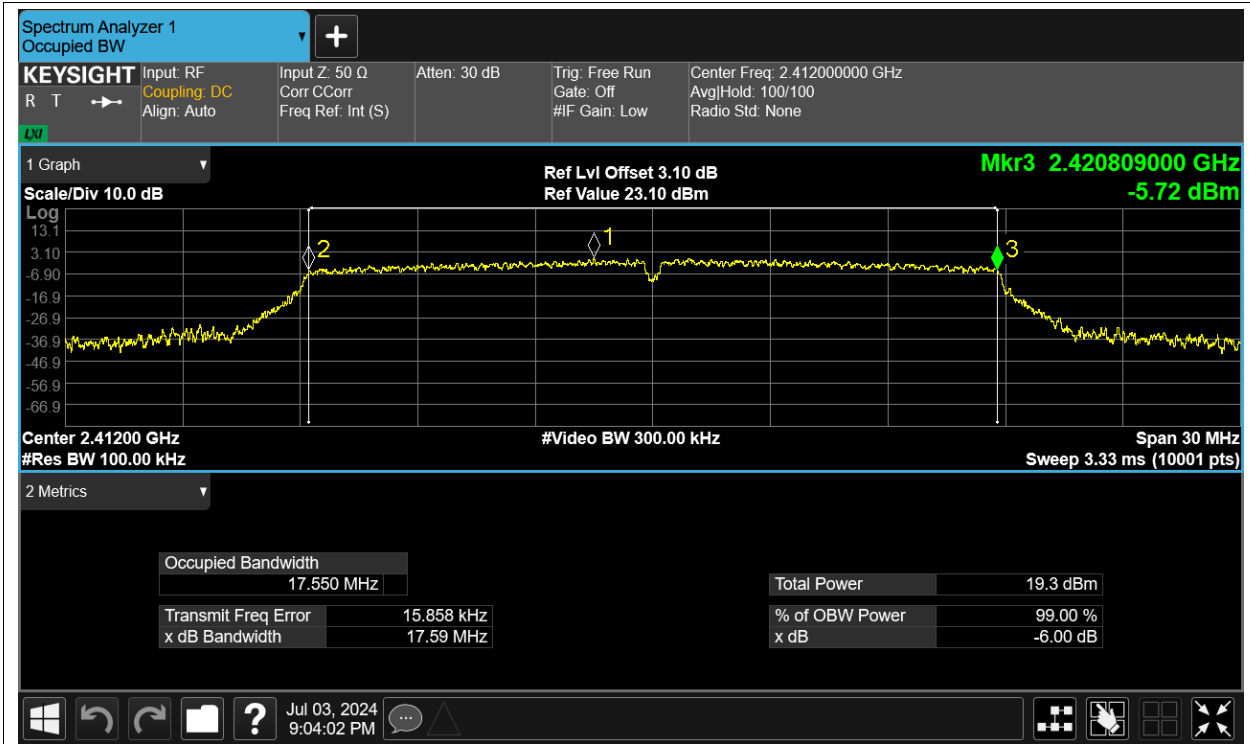 Spectrum Analyzer 1
Occupied BW
KEYSIGHT
R T
LXI
Input: RF
Coupling: DC
Align: Auto
Input Z: 50 Ω
Corr CCorr
Freq Ref: Int (S)
Atten: 30 dB
Trig: Free Run
Gate: Off
#IF Gain: Low
Center Freq: 2.412000000 GHz
Avg|Hold: 100/100
Radio Std: None
1 Graph
Scale/Div 10.0 dB
Ref Lvl Offset 3.10 dB
Ref Value 23.10 dBm
Mkr3 2.420809000 GHz
-5.72 dBm
Log
13.1
3.10
-6.90
-16.9
-26.9
-36.9
-46.9
-56.9
-66.9
2
1
3
Center 2.41200 GHz
#Video BW 300.00 kHz
Span 30 MHz
#Res BW 100.00 kHz
Sweep 3.33 ms (10001 pts)
2 Metrics
Occupied Bandwidth
17.550 MHz
Transmit Freq Error 15.858 kHz
x dB Bandwidth 17.59 MHz
Total Power 19.3 dBm
% of OBW Power 99.00 %
x dB -6.00 dB
Jul 03, 2024
9:04:02 PM